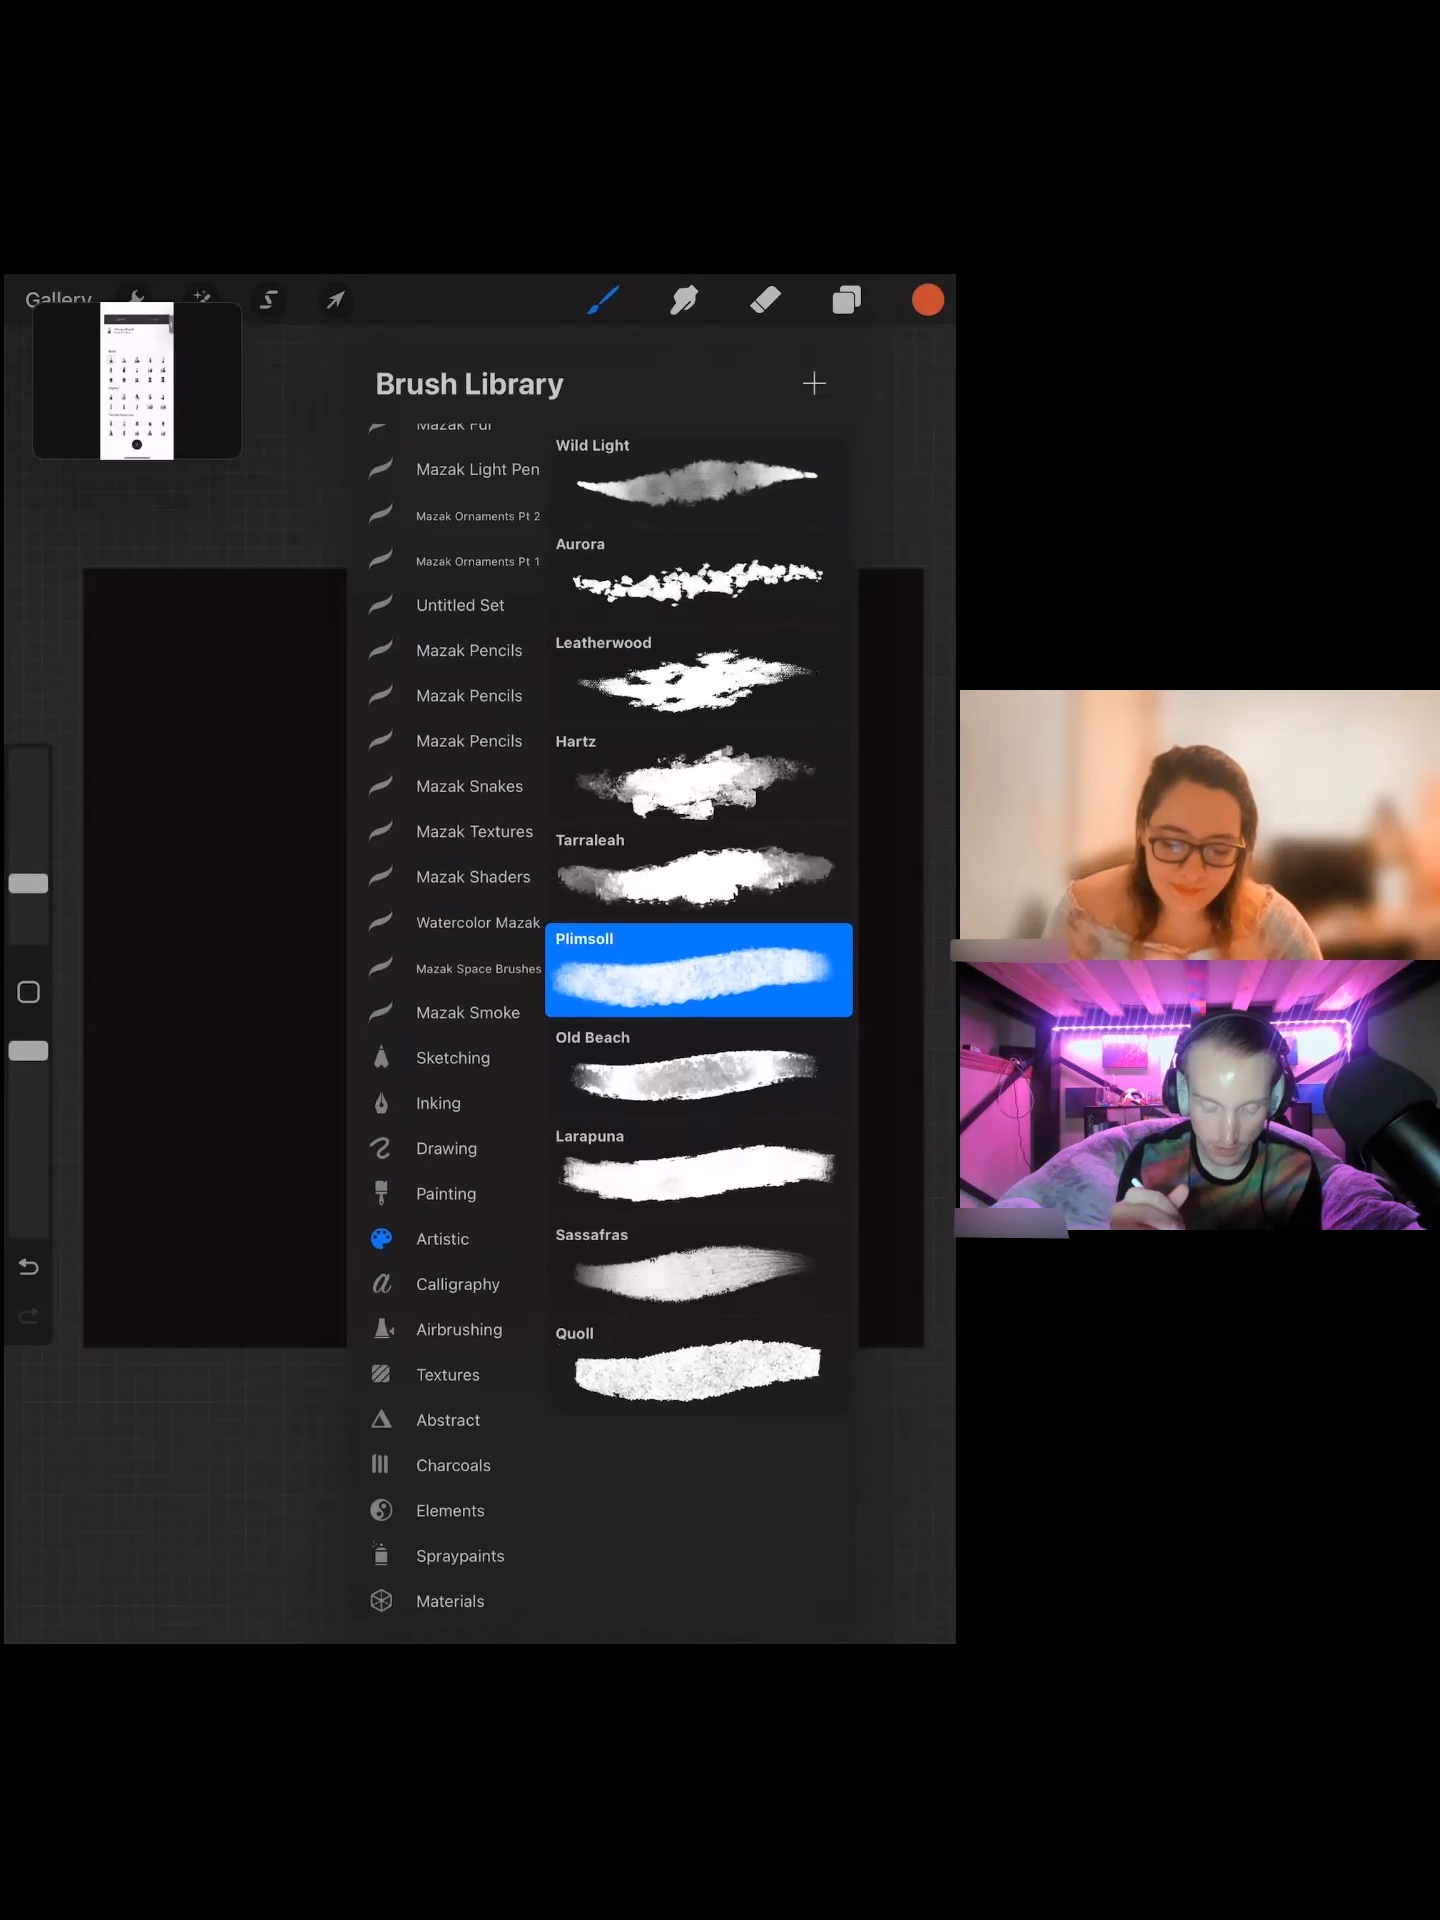 Gallery
Brush Library
Mazak Fur
Mazak Light Pen
Mazak Ornaments Pt 2
Mazak Ornaments Pt 1
Untitled Set
Mazak Pencils
Mazak Pencils
Mazak Pencils
Mazak Snakes
Mazak Textures
Mazak Shaders
Watercolor Mazak
Mazak Space Brushes
Mazak Smoke
Sketching
Inking
Drawing
Painting
Artistic
Calligraphy
Airbrushing
Textures
Abstract
Charcoals
Elements
Spraypaints
Materials
Wild Light
Aurora
Leatherwood
Hartz
Tarraleah
Plimsoll
Old Beach
Larapuna
Sassafras
Quoll